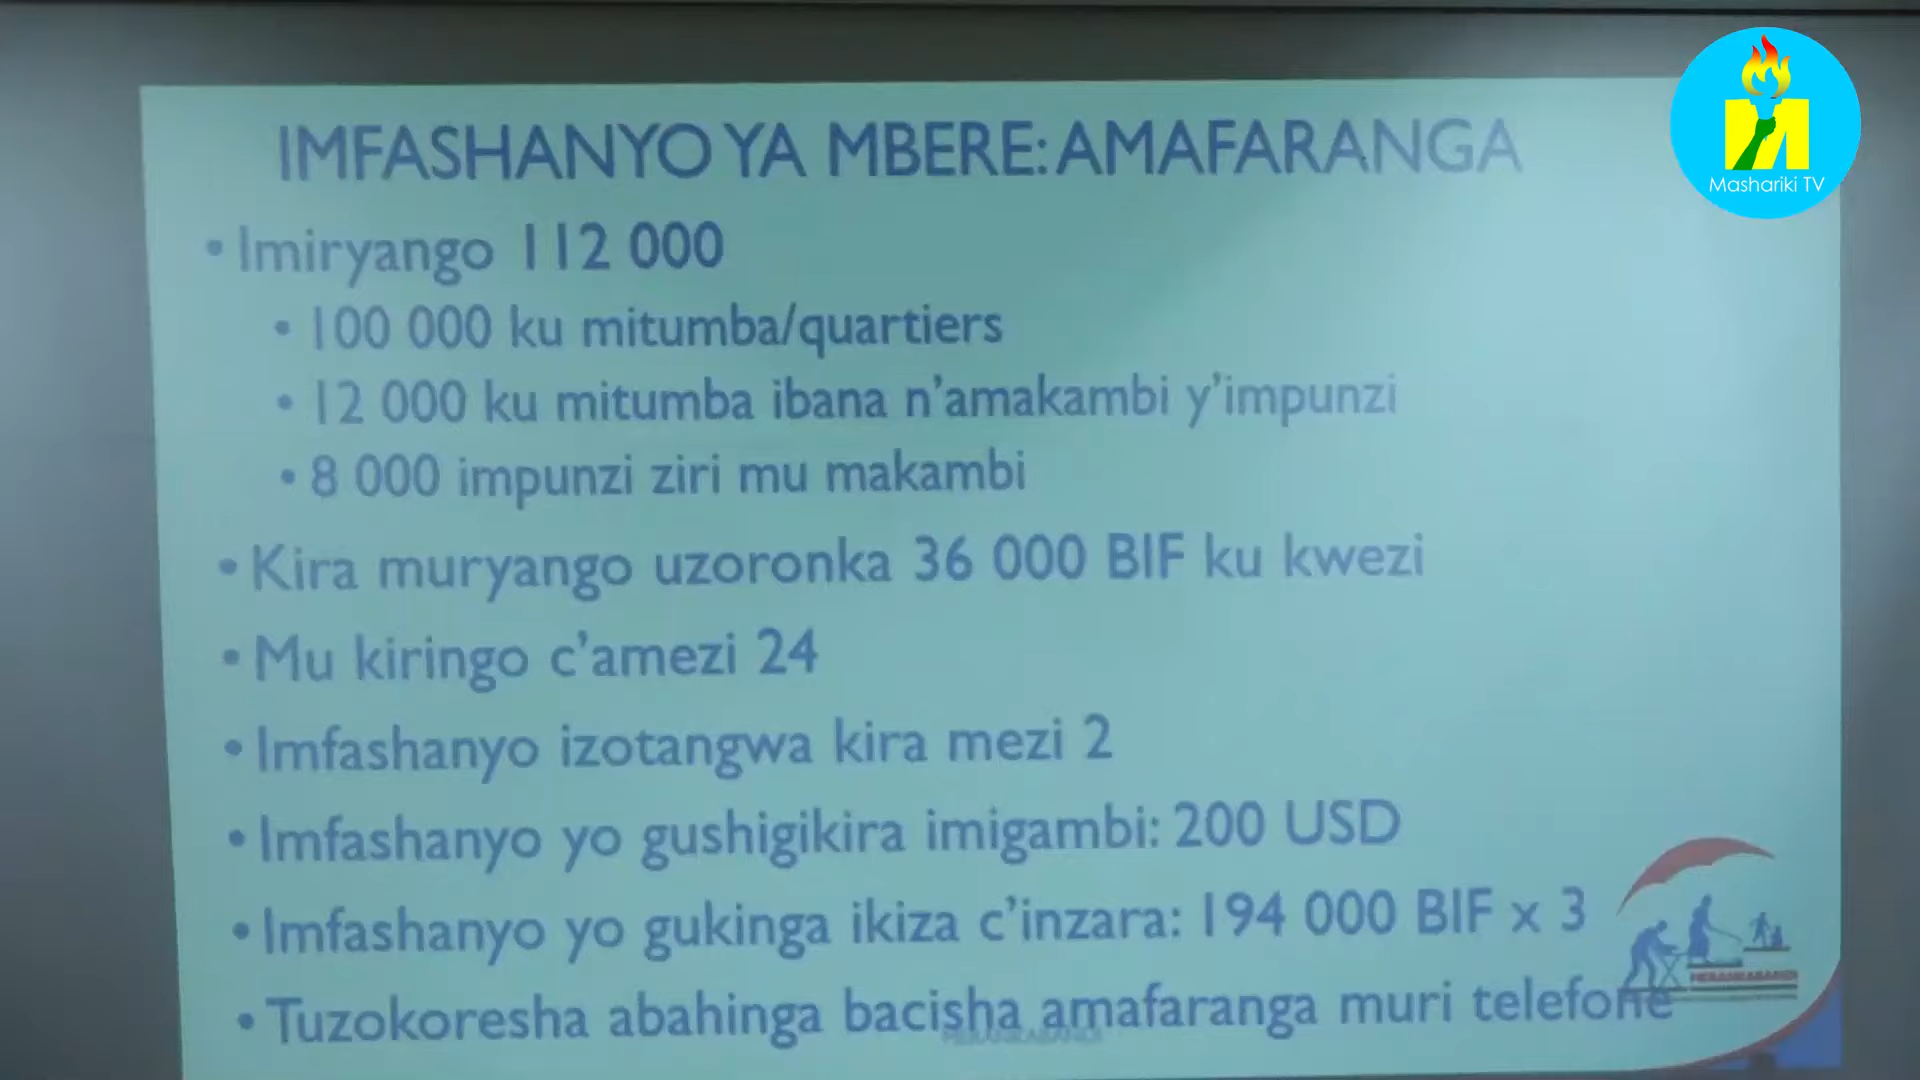 Mashariki TV
IMFASHANYO YA MBERE: AMAFARANGA
• Imiryango 112 000
• 100 000 ku mitumba/quartiers
• 12 000 ku mitumba ibana n’amakambi y’impunzi
• 8 000 impunzi ziri mu makambi
• Kira muryango uzoronka 36 000 BIF ku kwezi
• Mu kiringo c’amezi 24
• Imfashanyo izotangwa kira mezi 2
• Imfashanyo yo gushigikira imigambi: 200 USD
• Imfashanyo yo gukinga ikiza c’inzara: 194 000 BIF x 3
MERANKABANDI
• Tuzokoresha abahinga bacisha amafaranga muri telefone
MERANKABANDI